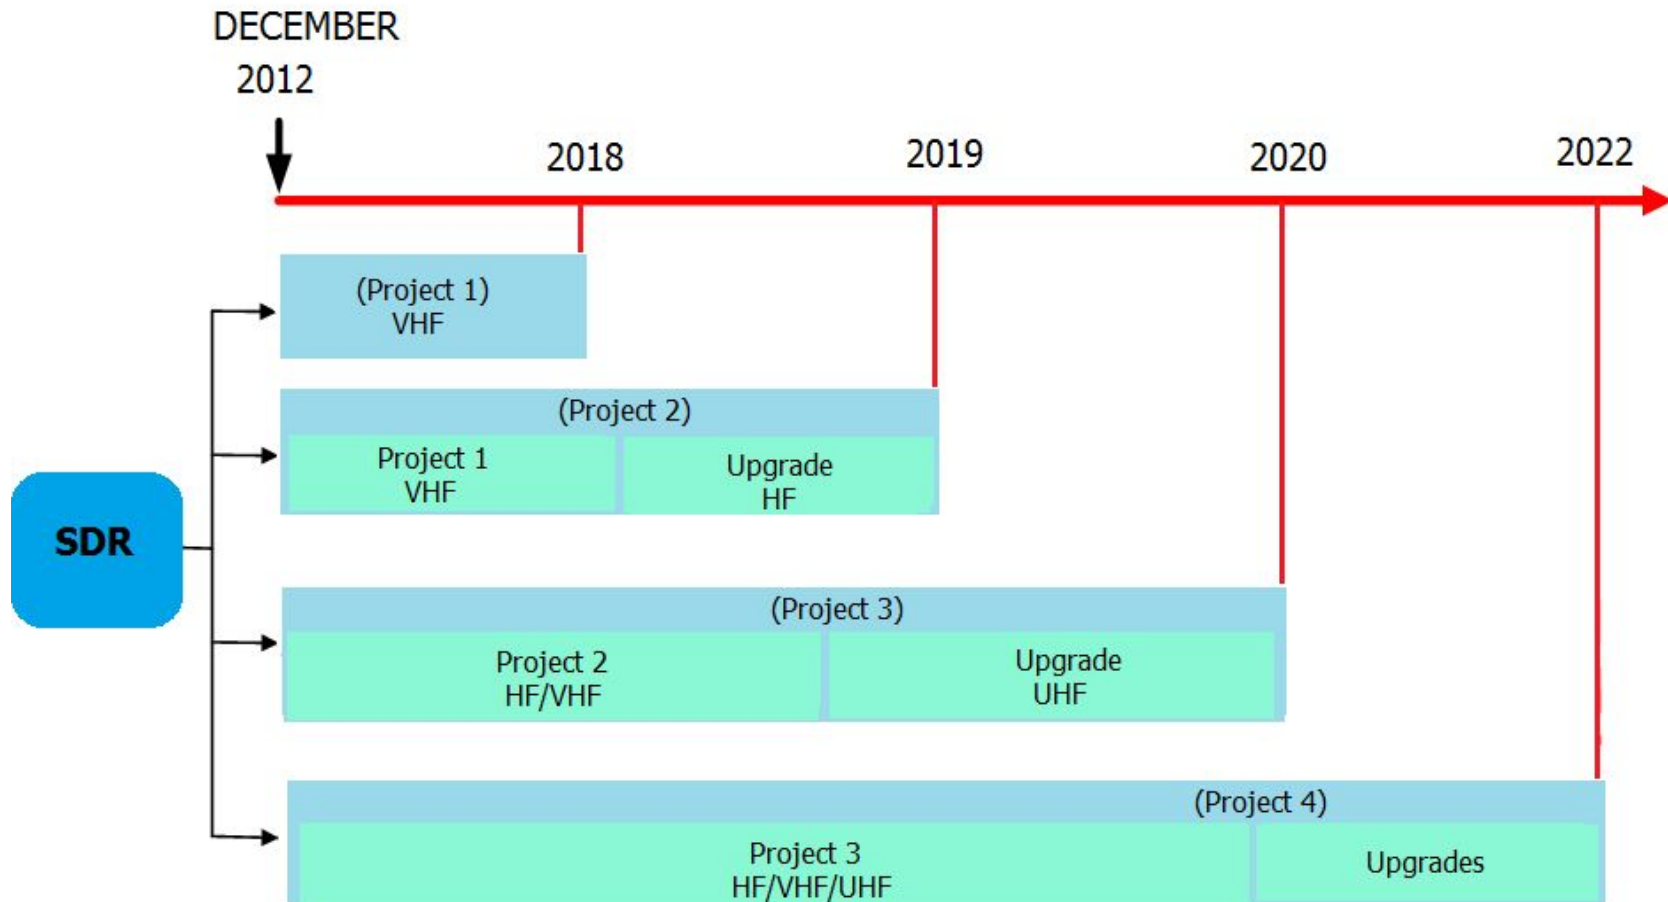 DECEMBER
2012
2018
2019
2020
2022
(Project 1)
VHF
(Project 2)
Project 1
VHF
Upgrade
HF
SDR
(Project 3)
Project 2
HF/VHF
Upgrade
UHF
(Project 4)
Project 3
HF/VHF/UHF
Upgrades